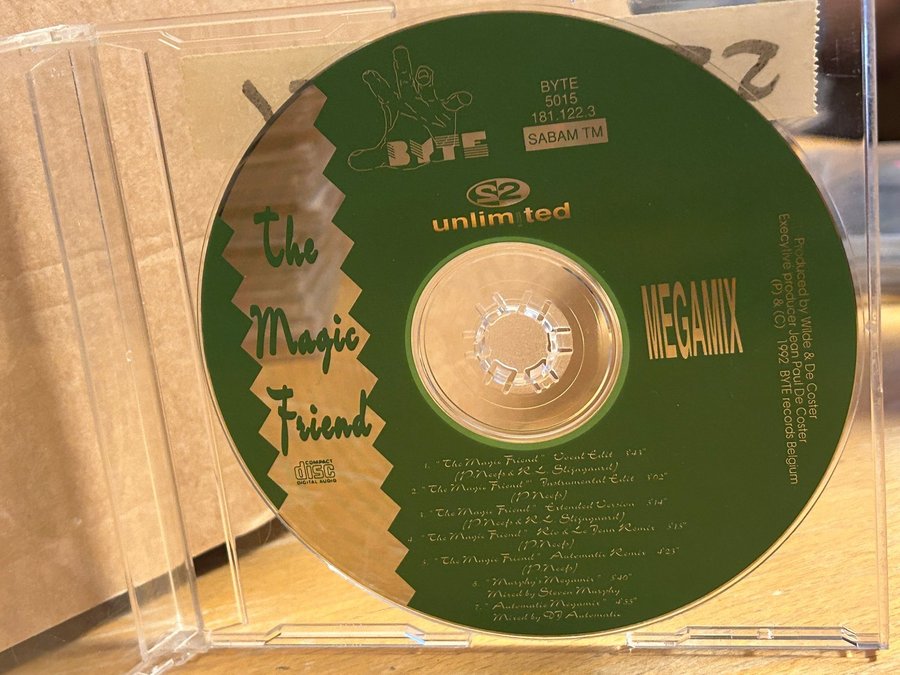 BYTE
BYTE
5015
181.122.3
SABAM TM
2
unlimited
The
Magic
Friend
COMPACT
disc
DIGITAL AUDIO
MEGAMIX
Produced by Wilde & De Coster
Executive producer Jean Paul De Coster
(P) & (C) 1992 BYTE records Belgium
1. "The Magic Friend" Vocal Edit 3'43"
(P.Neefs & R. L. Slijngaard)
2. "The Magic Friend" Instrumental Edit 3'02"
(P.Neefs)
3. "The Magic Friend" Extended Version 5'14"
(P.Neefs & R. L. Slijngaard)
4. "The Magic Friend" Rio & Le Jean Remix 5'15"
(P.Neefs)
5. "The Magic Friend" Automatic Remix 4'23"
(P.Neefs)
6. "Murphy's Megamix" 5'40"
Mixed by Steven Murphy
7. "Automatic Megamix" 4'55"
Mixed by DJ Automatic